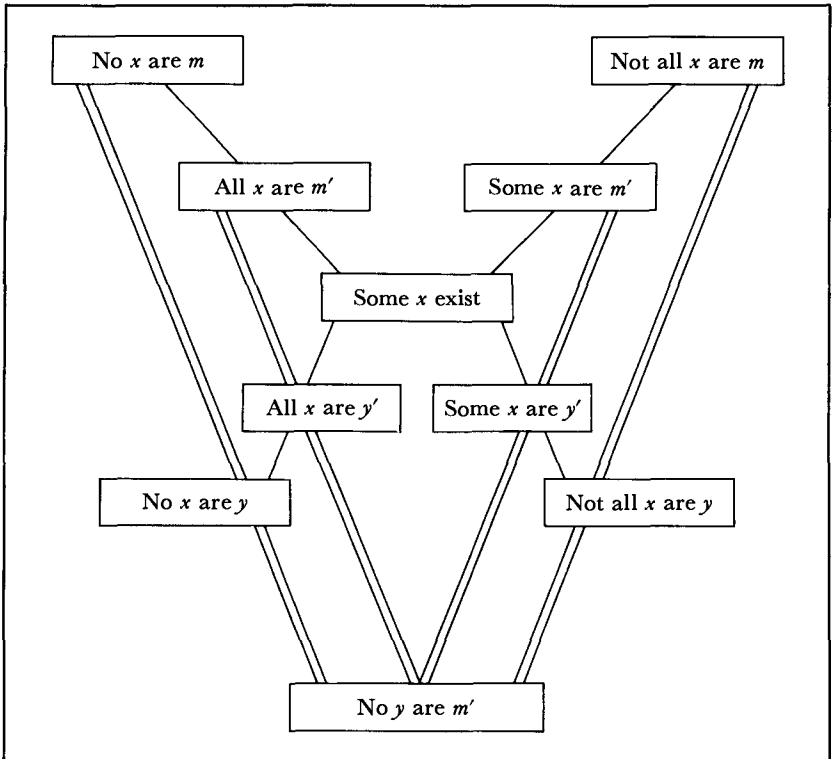 No x are m
Not all x are m
All x are m′
Some x are m′
Some x exist
All x are y′
Some x are y′
No x are y
Not all x are y
No y are m′